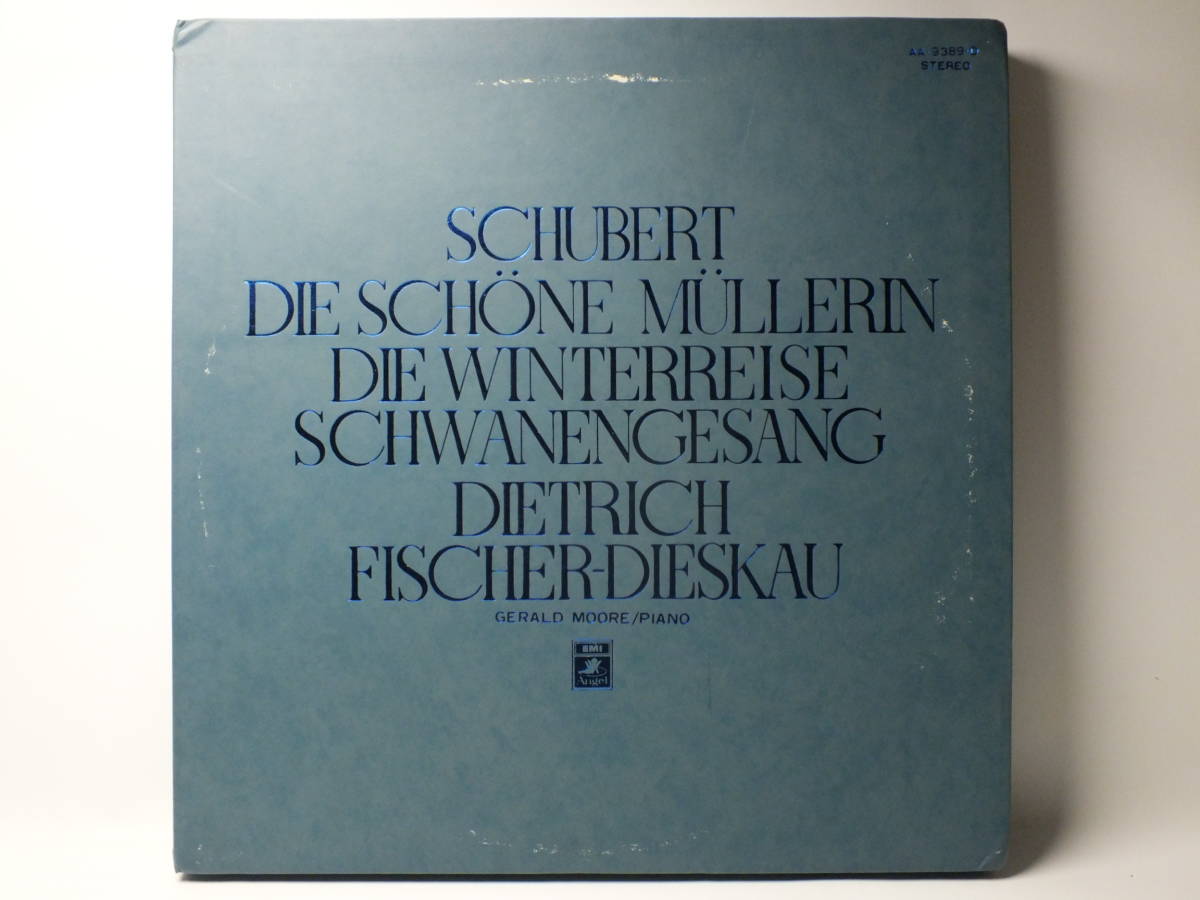 AA 9389 D
STEREO
SCHUBERT
DIE SCHÖNE MÜLLERIN
DIE WINTERREISE
SCHWANENGESANG
DIETRICH
FISCHER-DIESKAU
GERALD MOORE/PIANO
EMI
Angel